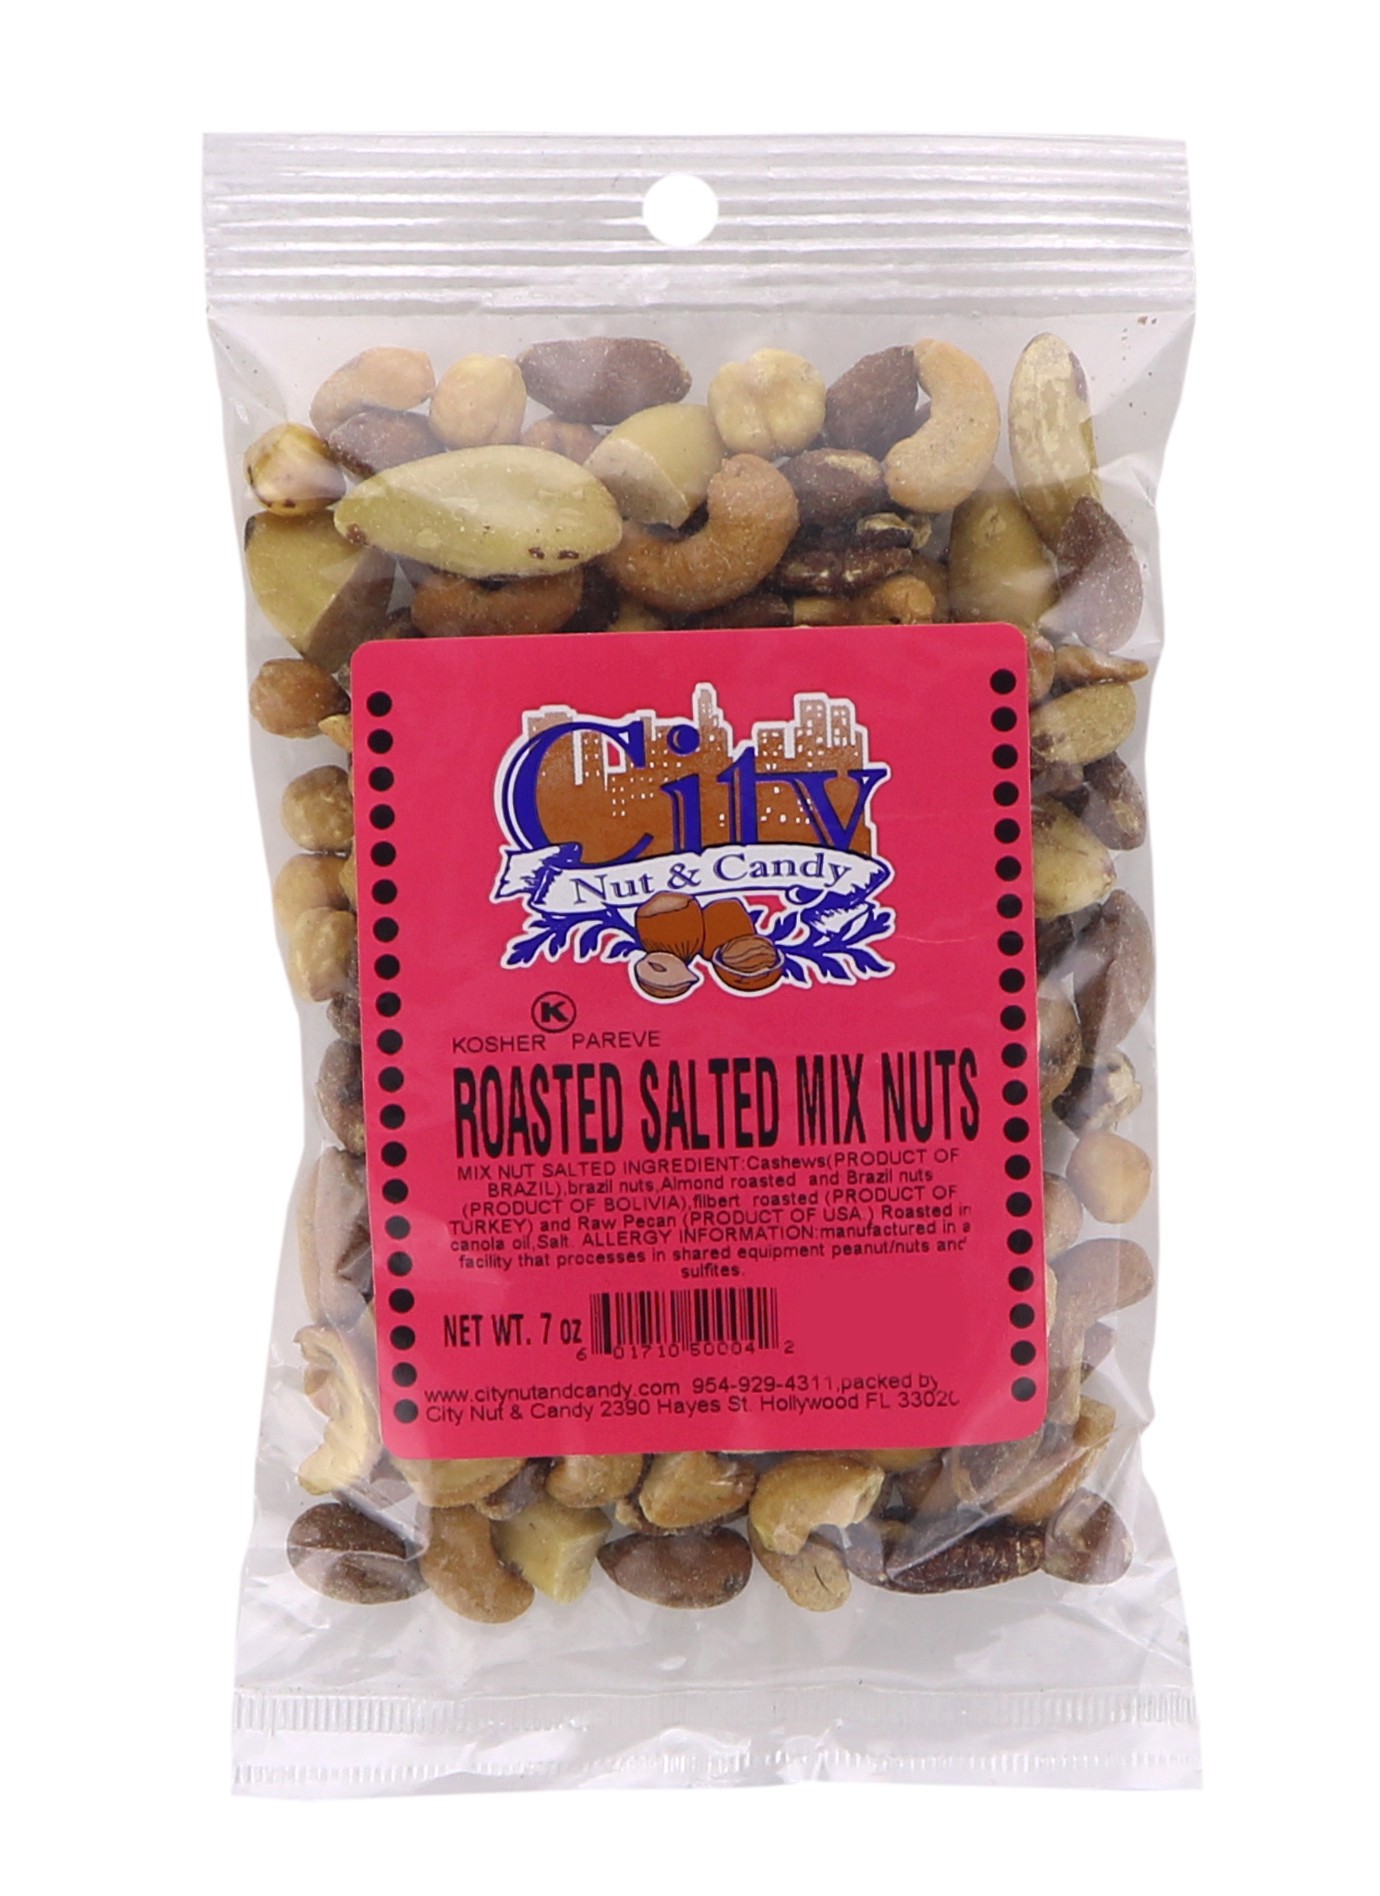 City
Nut & Candy
K
KOSHER PAREVE
ROASTED SALTED MIX NUTS
MIX NUT SALTED INGREDIENT:Cashews(PRODUCT OF
BRAZIL),brazil nuts,Almond roasted and Brazil nuts
(PRODUCT OF BOLIVIA),filbert roasted (PRODUCT OF
TURKEY) and Raw Pecan (PRODUCT OF USA.) Roasted in
canola oil,Salt. ALLERGY INFORMATION:manufactured in a
facility that processes in shared equipment peanut/nuts and
sulfites.
NET WT. 7 oz
6 01710 50004 2
www.citynutandcandy.com 954-929-4311,packed by
City Nut & Candy 2390 Hayes St. Hollywood FL 33020